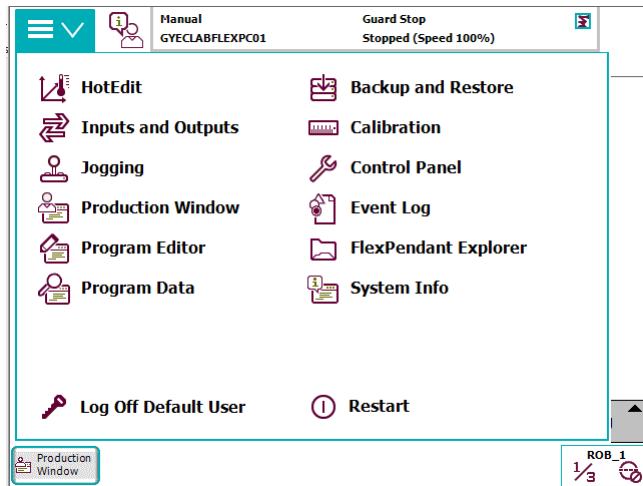 Manual
GYECLABFLEXPC01
Guard Stop
Stopped (Speed 100%)
HotEdit
Inputs and Outputs
Jogging
Production Window
Program Editor
Program Data
Backup and Restore
Calibration
Control Panel
Event Log
FlexPendant Explorer
System Info
Log Off Default User
Restart
Production
Window
ROB_1
1/3